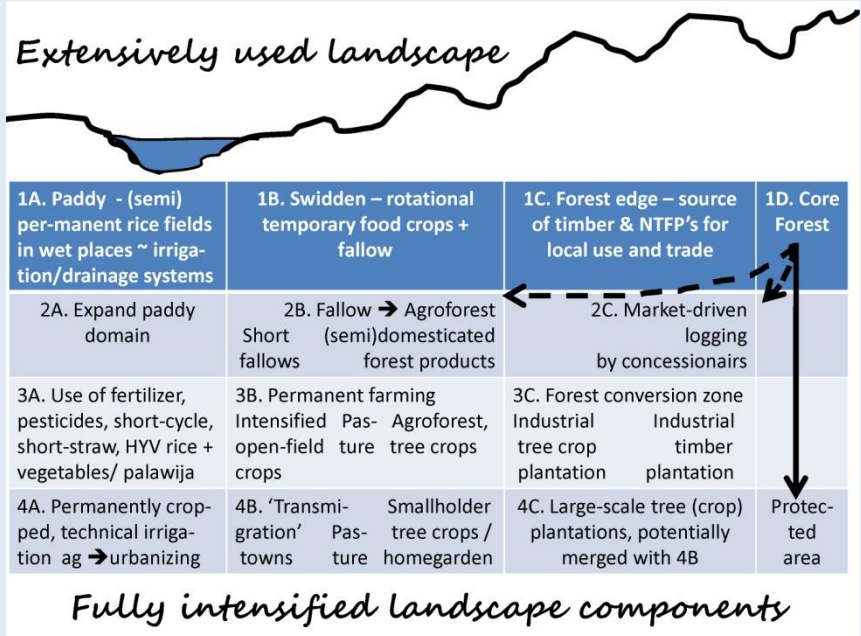 Extensively used landscape
1A. Paddy - (semi)
per-manent rice fields
in wet places ~ irriga-
tion/drainage systems
1B. Swidden – rotational
temporary food crops +
fallow
1C. Forest edge – source
of timber & NTFP's for
local use and trade
1D. Core
Forest
2A. Expand paddy
domain
2B. Fallow ➔ Agroforest
Short (semi)domesticated
fallows forest products
2C. Market-driven
logging
by concessionairs
3A. Use of fertilizer,
pesticides, short-cycle,
short-straw, HYV rice +
vegetables/ palawija
3B. Permanent farming
Intensified Pas- Agroforest,
open-field ture tree crops
crops
3C. Forest conversion zone
Industrial Industrial
tree crop timber
plantation plantation
4A. Permanently crop-
ped, technical irriga-
tion ag ➔urbanizing
4B. ‘Transmi- Smallholder
gration’ Pas- tree crops /
towns ture homegarden
4C. Large-scale tree (crop)
plantations, potentially
merged with 4B
Protec-
ted
area
Fully intensified landscape components